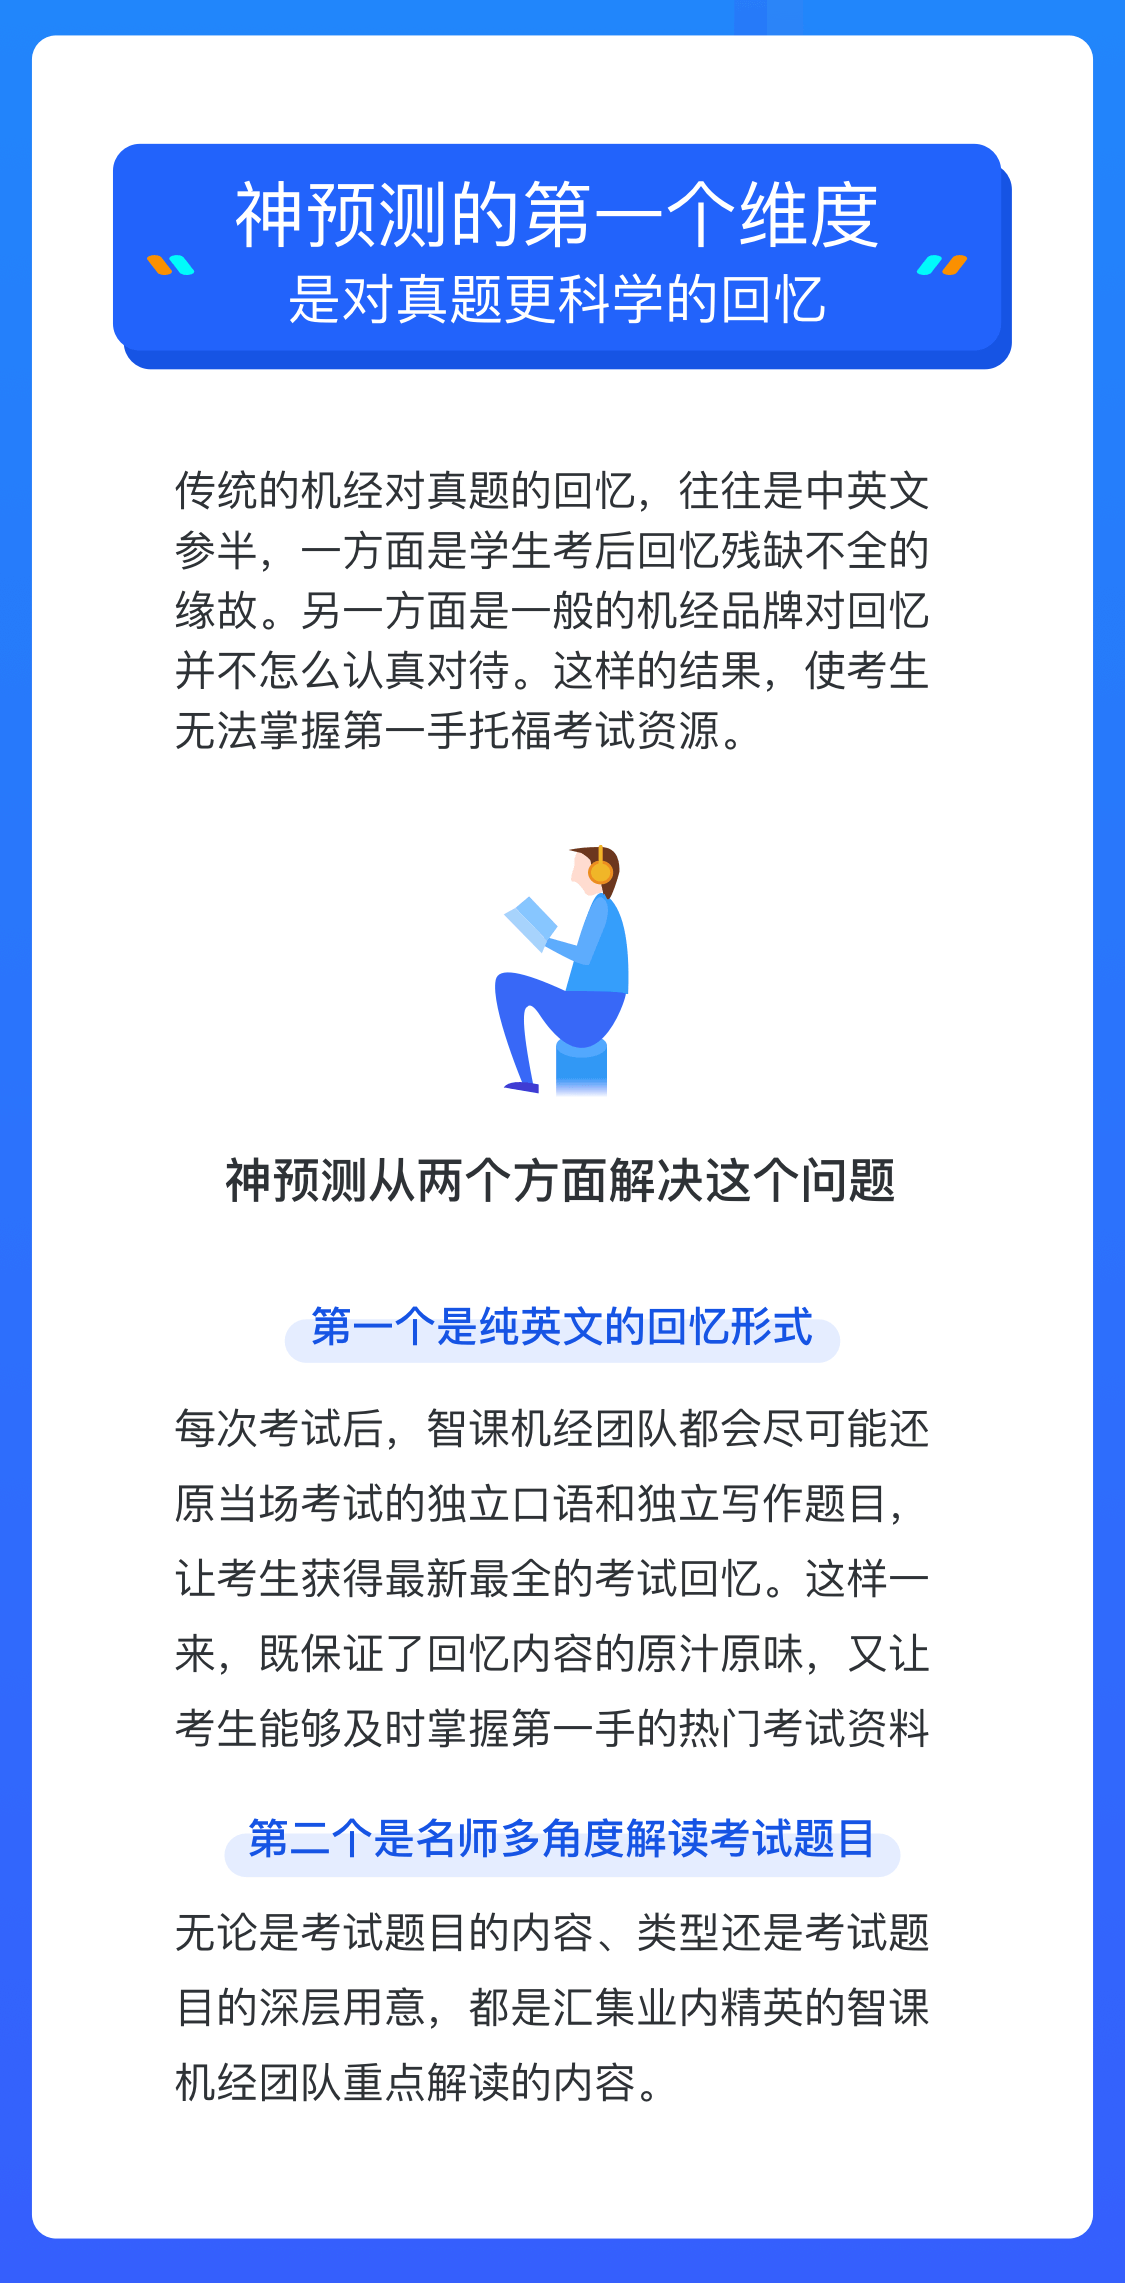 神预测的第一个维度
是对真题更科学的回忆
传统的机经对真题的回忆，往往是中英文
参半，一方面是学生考后回忆残缺不全的
缘故。另一方面是一般的机经品牌对回忆
并不怎么认真对待。这样的结果，使考生
无法掌握第一手托福考试资源。
神预测从两个方面解决这个问题
第一个是纯英文的回忆形式
每次考试后，智课机经团队都会尽可能还
原当场考试的独立口语和独立写作题目，
让考生获得最新最全的考试回忆。这样一
来，既保证了回忆内容的原汁原味，又让
考生能够及时掌握第一手的热门考试资料
第二个是名师多角度解读考试题目
无论是考试题目的内容、类型还是考试题
目的深层用意，都是汇集业内精英的智课
机经团队重点解读的内容。